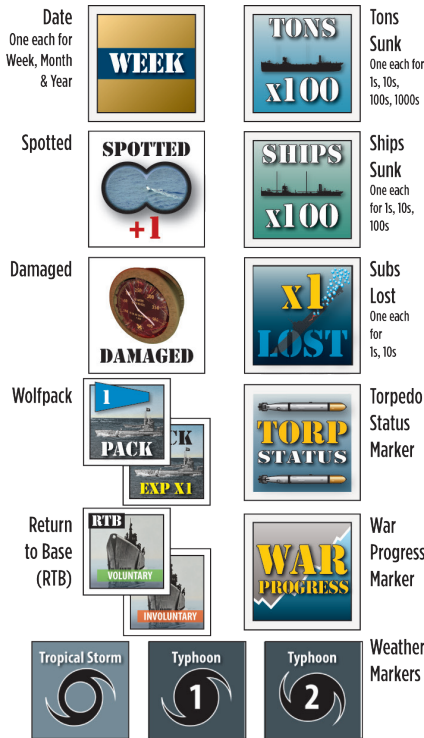 Date
One each for
Week, Month
& Year
WEEK
TONS
x100
Tons
Sunk
One each for
1s, 10s,
100s, 1000s
Spotted
SPOTTED
+1
SHIPS
x100
Ships
Sunk
One each
for 1s, 10s,
100s
Damaged
DAMAGED
x1
LOST
Subs
Lost
One each
for
1s, 10s
Wolfpack
1
PACK
CK
EXP X1
TORP
STATUS
Torpedo
Status
Marker
Return
to Base
(RTB)
RTB
VOLUNTARY
INVOLUNTARY
WAR
PROGRESS
War
Progress
Marker
Tropical Storm
Typhoon
1
Typhoon
2
Weather
Markers